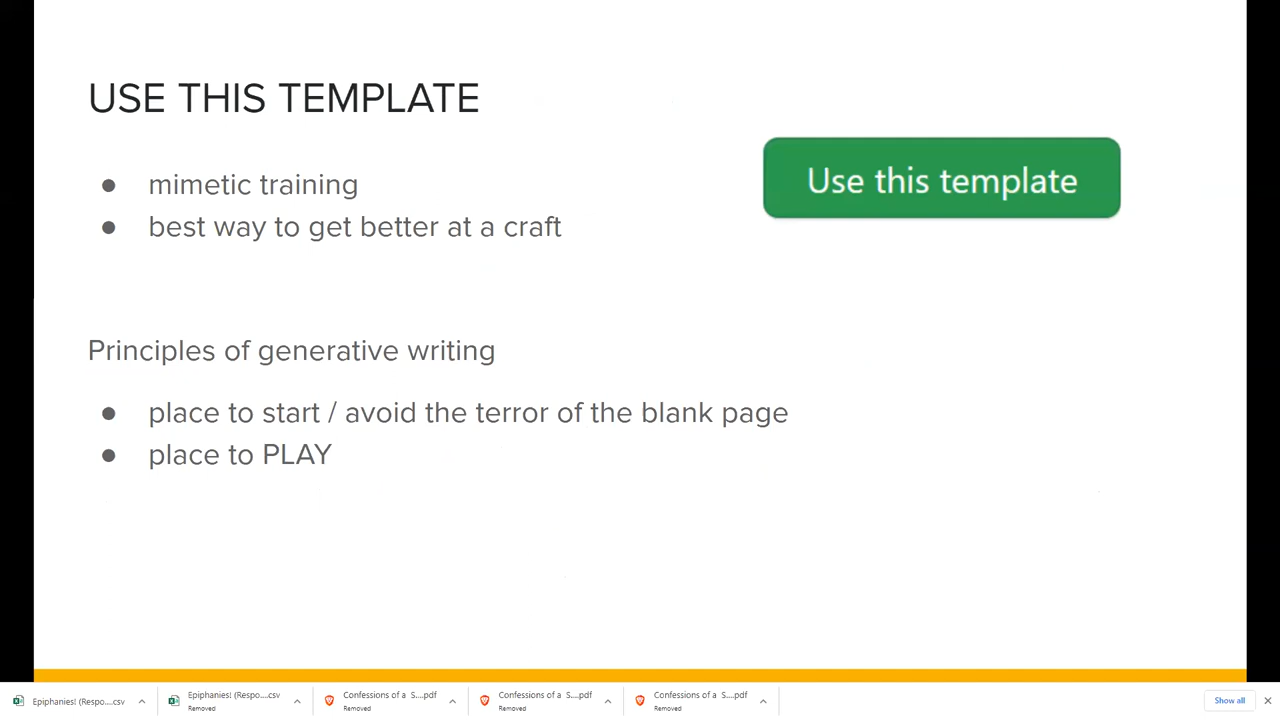 USE THIS TEMPLATE
● mimetic training
● best way to get better at a craft
Use this template
Principles of generative writing
● place to start / avoid the terror of the blank page
● place to PLAY
Epiphanies! (Respo....csv
Epiphanies! (Respo....csv
Removed
Confessions of a S....pdf
Removed
Confessions of a S....pdf
Removed
Confessions of a S....pdf
Removed
Show all